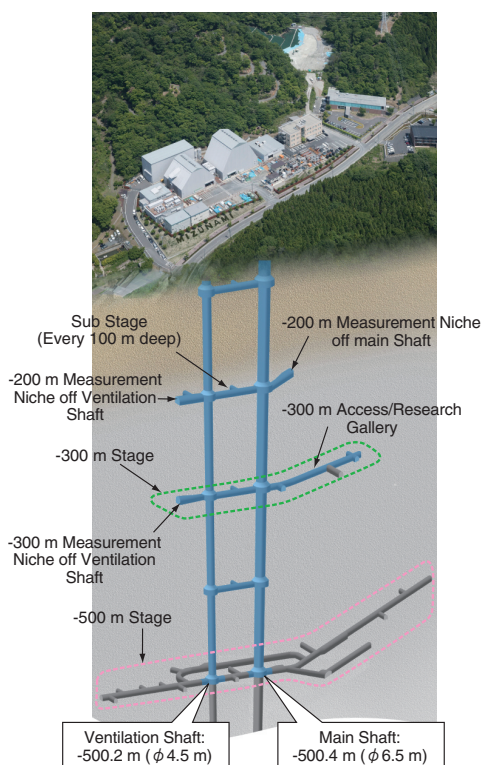 MIZUNAMI
Sub Stage
(Every 100 m deep)
-200 m Measurement Niche
off main Shaft
-200 m Measurement
Niche off Ventilation
Shaft
-300 m Access/Research
Gallery
-300 m Stage
-300 m Measurement
Niche off Ventilation
Shaft
-500 m Stage
Ventilation Shaft:
-500.2 m (ϕ4.5 m)
Main Shaft:
-500.4 m (ϕ6.5 m)